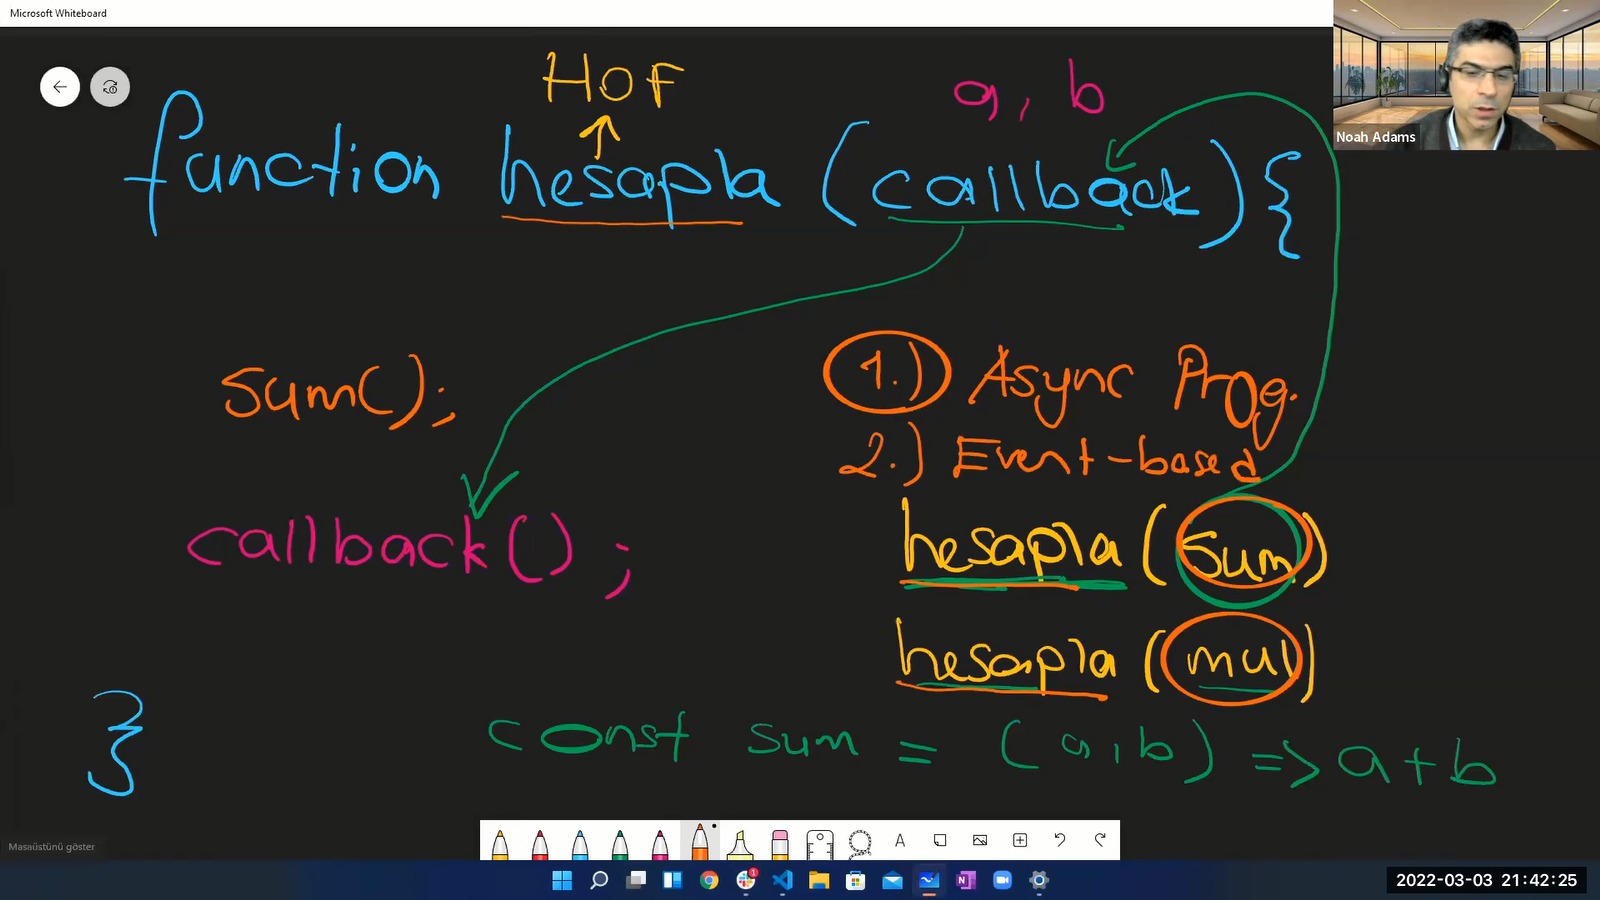 Microsoft Whiteboard
HOF
a, b
Noah Adams
function hesapla (callback) {
sum();
1.) Async Prog.
2.) Event-based
callback();
hesapla (sum)
hesapla (mul)
}
const sum = (a,b) => a+b
Masaüstünü göster
A
1
N
2022-03-03 21:42:25